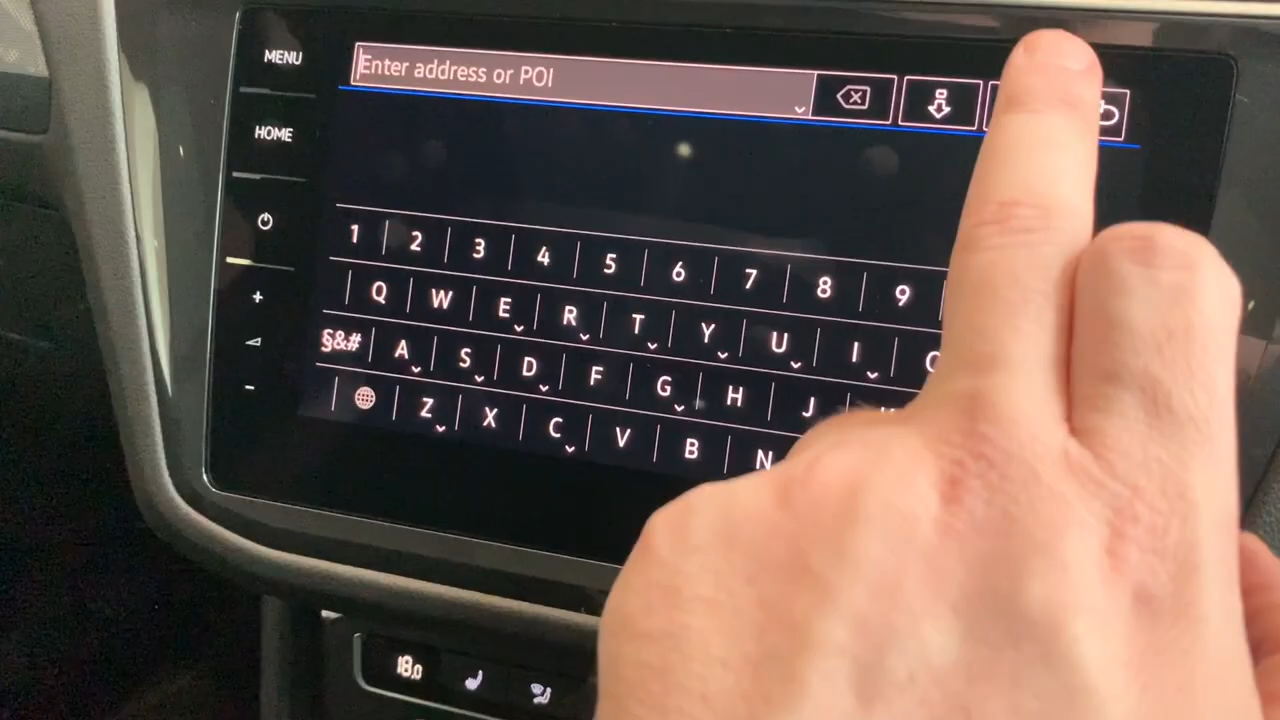 MENU
Enter address or POI
HOME
1 2 3 4 5 6 7 8 9
Q W E R T Y U I
§&# A S D F G H J
Z X C V B N
+
-
18.0